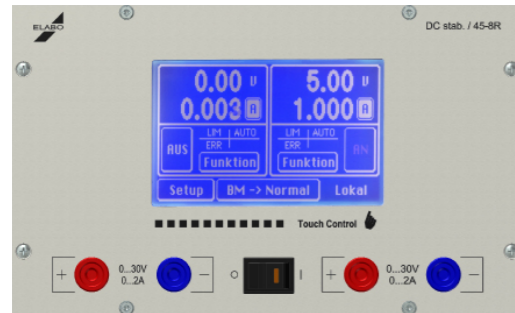 ELABO
DC stab. / 45-8R
0.00 V
0.003 A
5.00 V
1.000 A
AUS
LIM AUTO
ERR
Funktion
LIM AUTO
ERR
Funktion
AN
Setup
BM -> Normal
Lokal
Touch Control
+
0...30V
0...2A
−
O
I
+
0...30V
0...2A
−